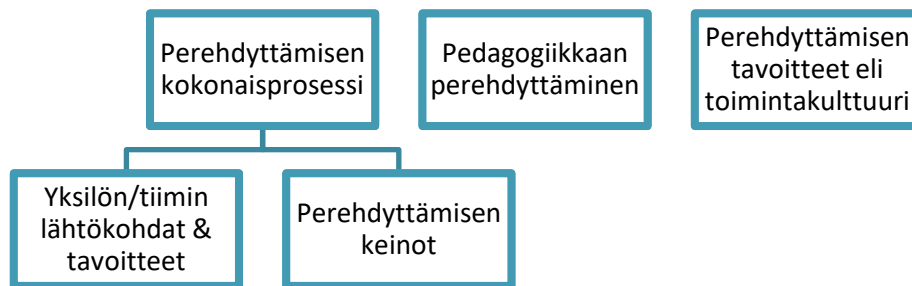 Perehdyttämisen
kokonaisprosessi
Pedagogiikkaan
perehdyttäminen
Perehdyttämisen
tavoitteet eli
toimintakulttuuri
Yksilön/tiimin
lähtökohdat &
tavoitteet
Perehdyttämisen
keinot